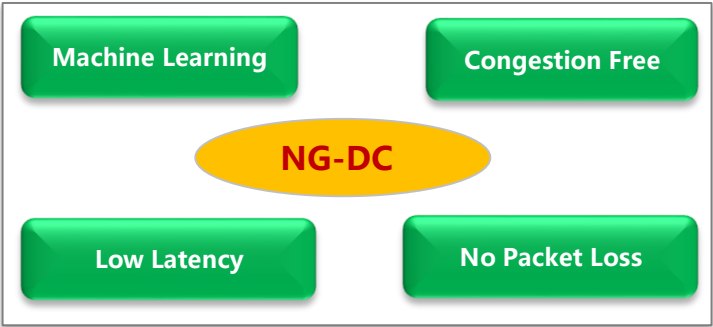 Machine Learning
Congestion Free
NG-DC
Low Latency
No Packet Loss